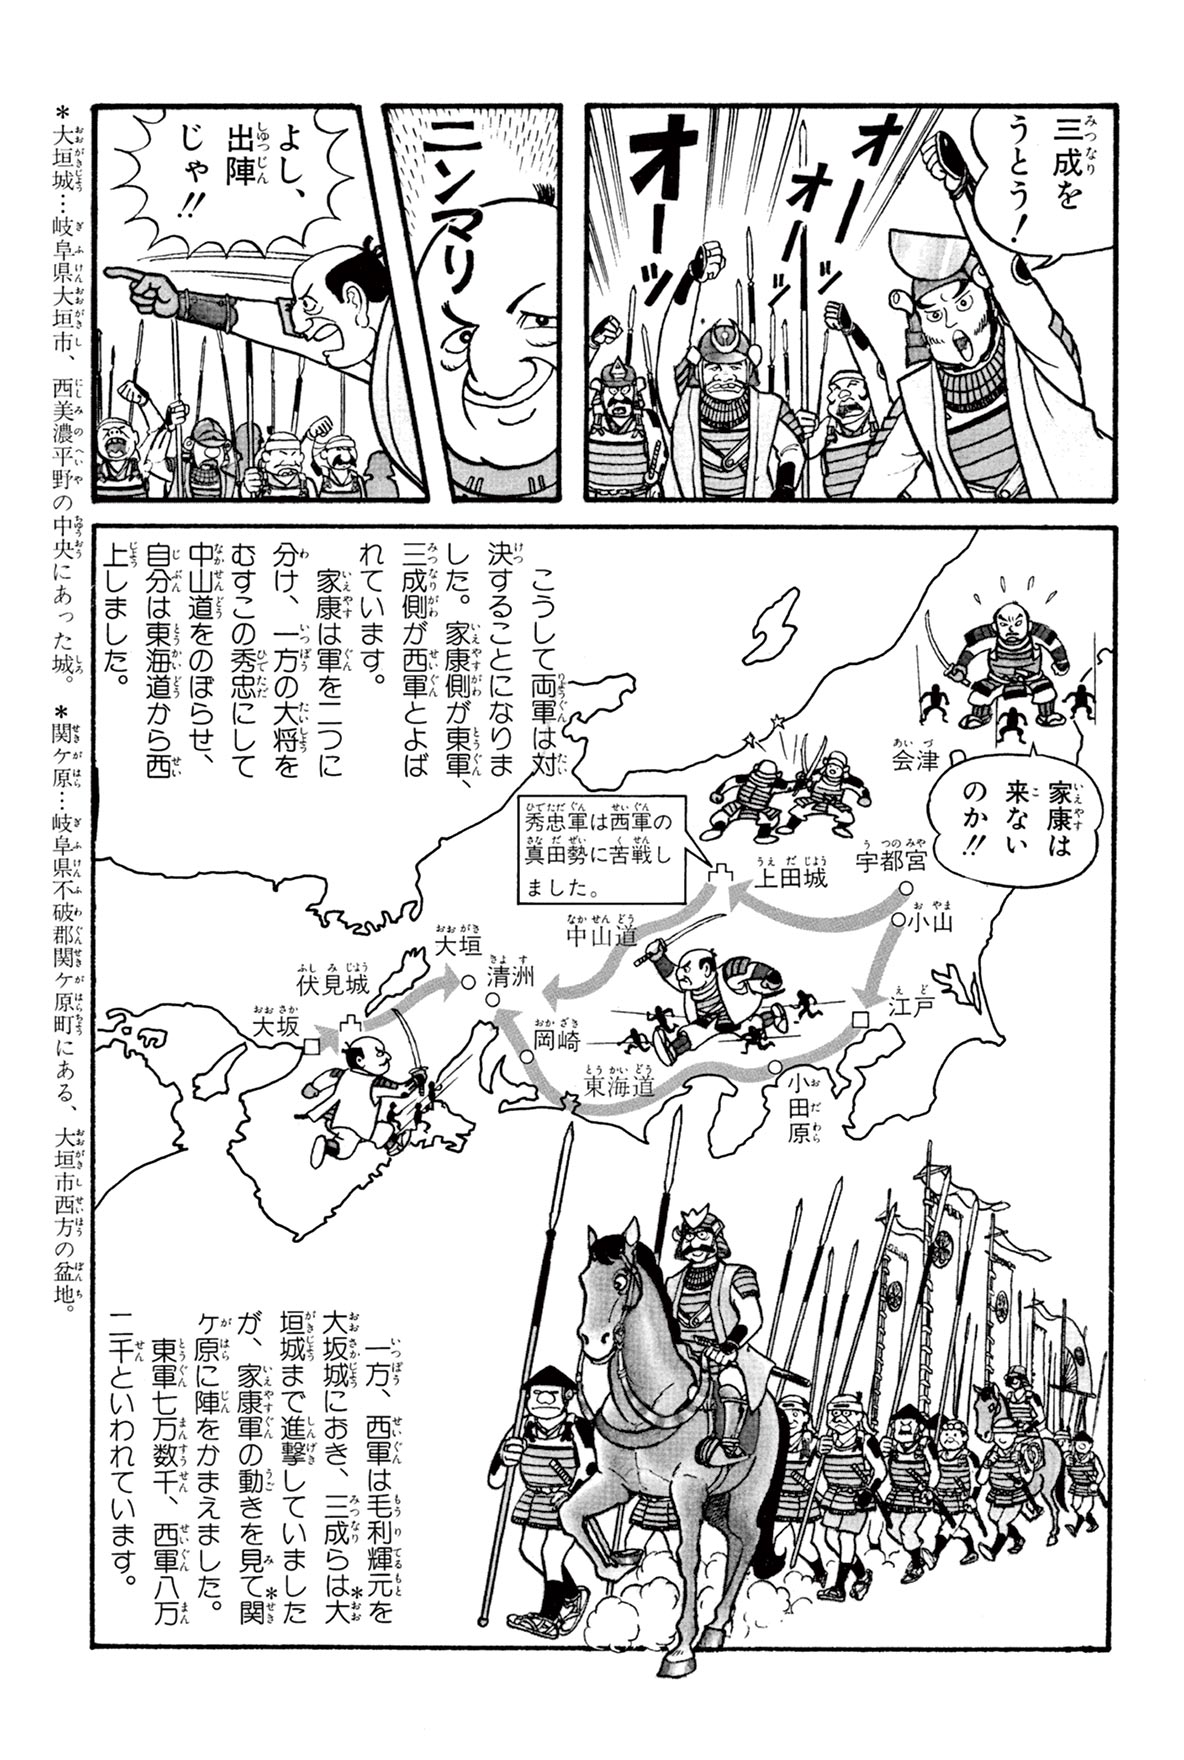 三成を
うとう！
オーオーッ
オーッ
ニンマリ
よし、
出陣
じゃ!!
こうして両軍は対
決することになりま
した。家康側が東軍、
三成側が西軍とよば
れています。
家康は軍を二つに
分け、一方の大将を
むすこの秀忠にして
中山道をのぼらせ、
自分は東海道から西
上しました。
会津
家康は
来ない
のか!!
秀忠軍は西軍の
真田勢に苦戦し
ました。
上田城
宇都宮
小山
中山道
江戸
大垣
清洲
伏見城
大坂
岡崎
東海道
小田原
一方、西軍は毛利輝元を
大坂城におき、三成らは＊大
垣城まで進撃していました
が、家康軍の動きを見て＊関
ケ原に陣をかまえました。
東軍七万数千、西軍八万
二千といわれています。
＊大垣城…岐阜県大垣市、西美濃平野の中央にあった城。　＊関ケ原…岐阜県不破郡関ケ原町にある、大垣市西方の盆地。